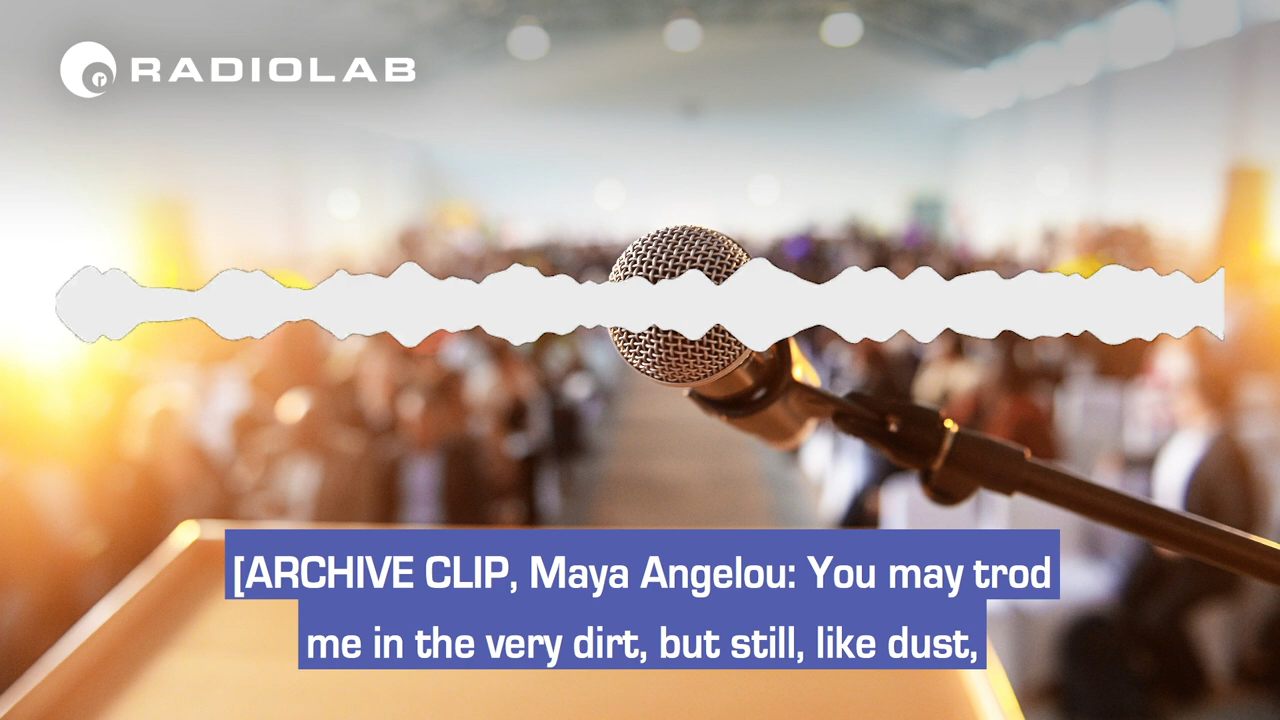 RADIOLAB
[ARCHIVE CLIP, Maya Angelou: You may trod
me in the very dirt, but still, like dust,